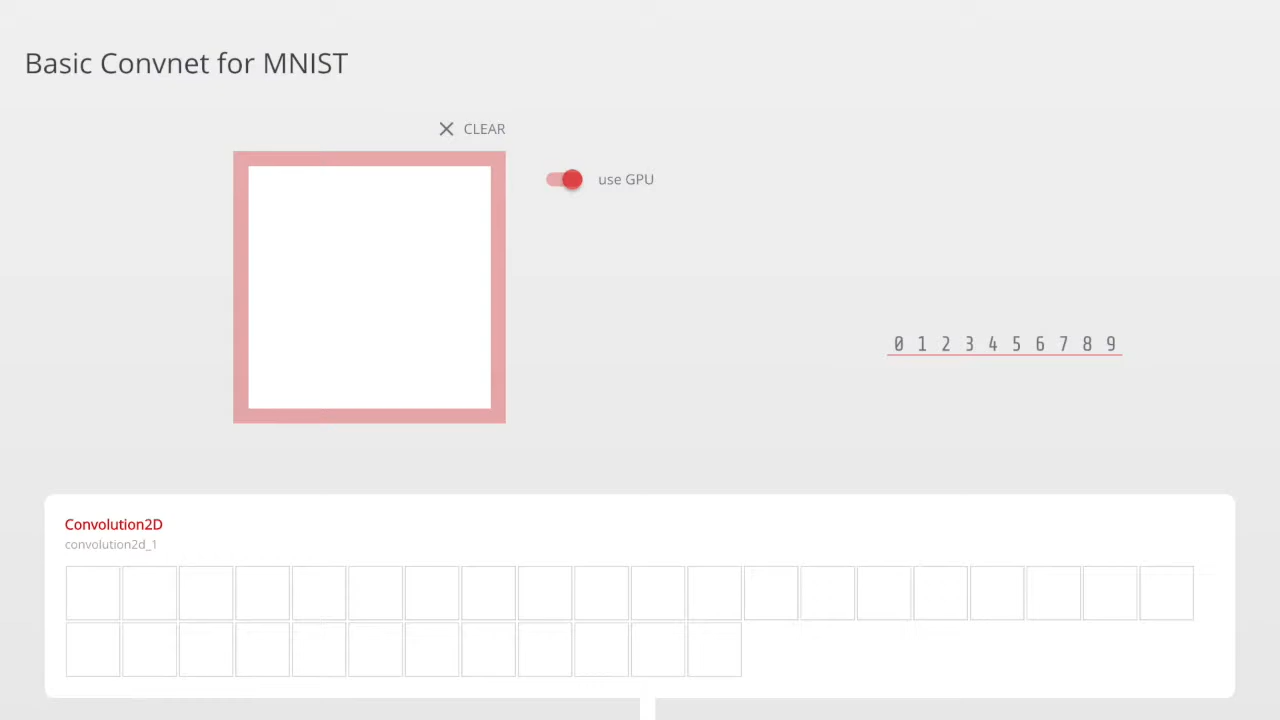 Basic Convnet for MNIST
CLEAR
use GPU
0 1 2 3 4 5 6 7 8 9
Convolution2D
convolution2d_1